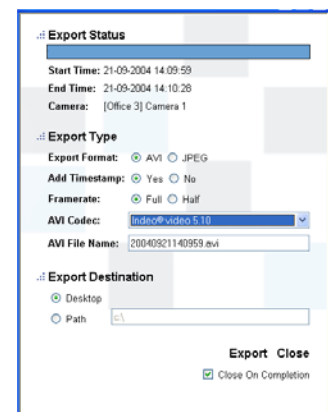 Export Status
Start Time: 21-09-2004 14:09:59
End Time: 21-09-2004 14:10:28
Camera: [Office 3] Camera 1
Export Type
Export Format: AVI JPEG
Add Timestamp: Yes No
Framerate: Full Half
AVI Codec: Indeo® video 5.10
AVI File Name: 20040921140959.avi
Export Destination
Desktop
Path c:\
Export Close
Close On Completion